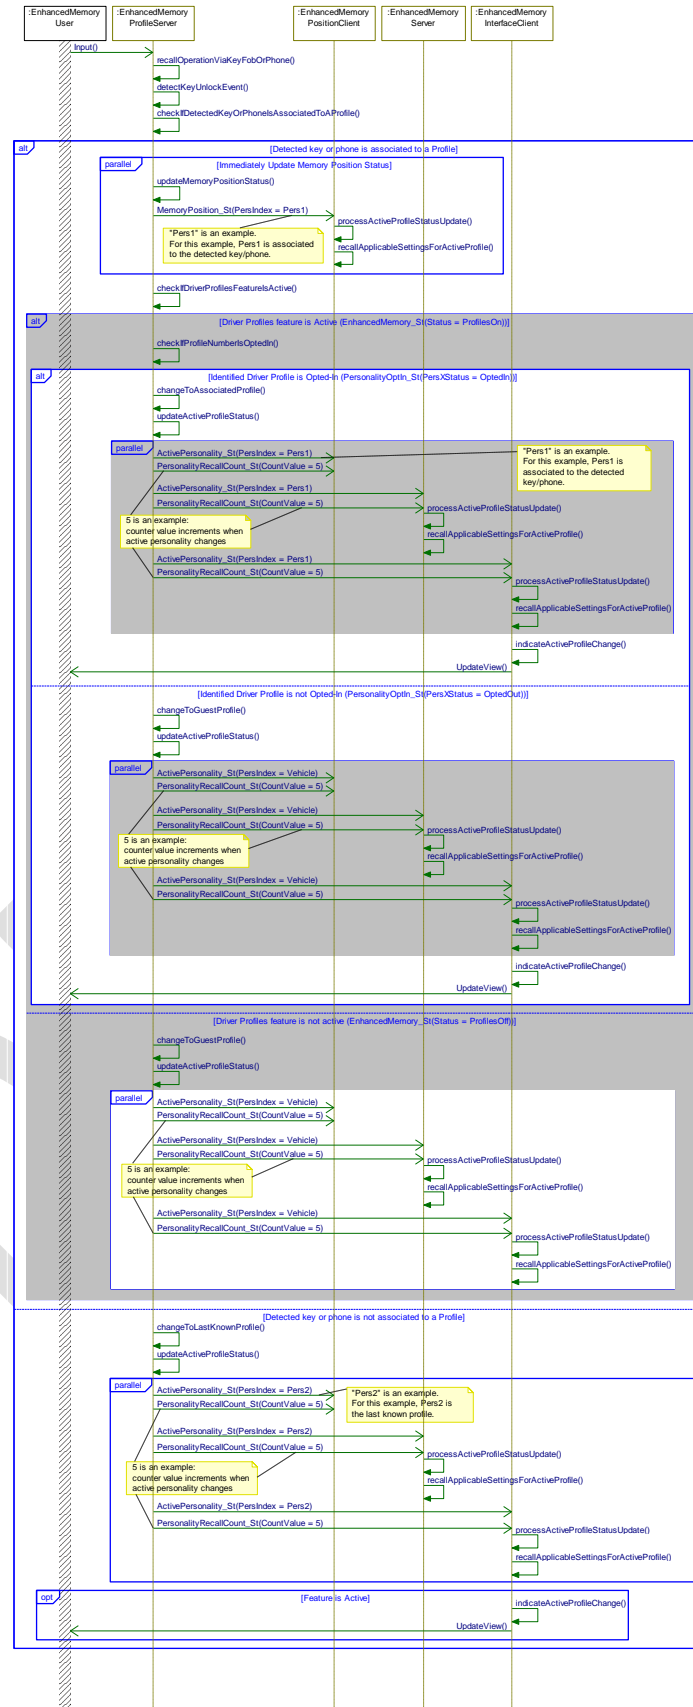 :EnhancedMemory
User
:EnhancedMemory
ProfileServer
:EnhancedMemory
PositionClient
:EnhancedMemory
Server
:EnhancedMemory
InterfaceClient
Input()
recallOperationViaKeyFobOrPhone()
detectKeyUnlockEvent()
checkIfDetectedKeyOrPhoneIsAssociatedToAProfile()
alt
[Detected key or phone is associated to a Profile]
parallel
[Immediately Update Memory Position Status]
updateMemoryPositionStatus()
MemoryPosition_St(PersIndex = Pers1)
processActiveProfileStatusUpdate()
"Pers1" is an example.
For this example, Pers1 is associated
to the detected key/phone.
recallApplicableSettingsForActiveProfile()
checkIfDriverProfilesFeatureIsActive()
alt
[Driver Profiles feature is Active (EnhancedMemory_St(Status = ProfilesOn))]
checkIfProfileNumberIsOptedIn()
alt
[Identified Driver Profile is Opted-In (PersonalityOptIn_St(PersXStatus = OptedIn))]
changeToAssociatedProfile()
updateActiveProfileStatus()
parallel
ActivePersonality_St(PersIndex = Pers1)
PersonalityRecallCount_St(CountValue = 5)
"Pers1" is an example.
For this example, Pers1 is
associated to the detected
key/phone.
ActivePersonality_St(PersIndex = Pers1)
PersonalityRecallCount_St(CountValue = 5)
processActiveProfileStatusUpdate()
5 is an example:
counter value increments when
active personality changes
recallApplicableSettingsForActiveProfile()
ActivePersonality_St(PersIndex = Pers1)
PersonalityRecallCount_St(CountValue = 5)
processActiveProfileStatusUpdate()
recallApplicableSettingsForActiveProfile()
indicateActiveProfileChange()
UpdateView()
[Identified Driver Profile is not Opted-In (PersonalityOptIn_St(PersXStatus = OptedOut))]
changeToGuestProfile()
updateActiveProfileStatus()
parallel
ActivePersonality_St(PersIndex = Vehicle)
PersonalityRecallCount_St(CountValue = 5)
ActivePersonality_St(PersIndex = Vehicle)
PersonalityRecallCount_St(CountValue = 5)
processActiveProfileStatusUpdate()
5 is an example:
counter value increments when
active personality changes
recallApplicableSettingsForActiveProfile()
ActivePersonality_St(PersIndex = Vehicle)
PersonalityRecallCount_St(CountValue = 5)
processActiveProfileStatusUpdate()
recallApplicableSettingsForActiveProfile()
indicateActiveProfileChange()
UpdateView()
[Driver Profiles feature is not active (EnhancedMemory_St(Status = ProfilesOff))]
changeToGuestProfile()
updateActiveProfileStatus()
parallel
ActivePersonality_St(PersIndex = Vehicle)
PersonalityRecallCount_St(CountValue = 5)
ActivePersonality_St(PersIndex = Vehicle)
PersonalityRecallCount_St(CountValue = 5)
processActiveProfileStatusUpdate()
5 is an example:
counter value increments when
active personality changes
recallApplicableSettingsForActiveProfile()
ActivePersonality_St(PersIndex = Vehicle)
PersonalityRecallCount_St(CountValue = 5)
processActiveProfileStatusUpdate()
recallApplicableSettingsForActiveProfile()
[Detected key or phone is not associated to a Profile]
changeToLastKnownProfile()
updateActiveProfileStatus()
parallel
ActivePersonality_St(PersIndex = Pers2)
PersonalityRecallCount_St(CountValue = 5)
"Pers2" is an example.
For this example, Pers2 is
the last known profile.
ActivePersonality_St(PersIndex = Pers2)
PersonalityRecallCount_St(CountValue = 5)
processActiveProfileStatusUpdate()
5 is an example:
counter value increments when
active personality changes
recallApplicableSettingsForActiveProfile()
ActivePersonality_St(PersIndex = Pers2)
PersonalityRecallCount_St(CountValue = 5)
processActiveProfileStatusUpdate()
recallApplicableSettingsForActiveProfile()
opt
[Feature is Active]
indicateActiveProfileChange()
UpdateView()